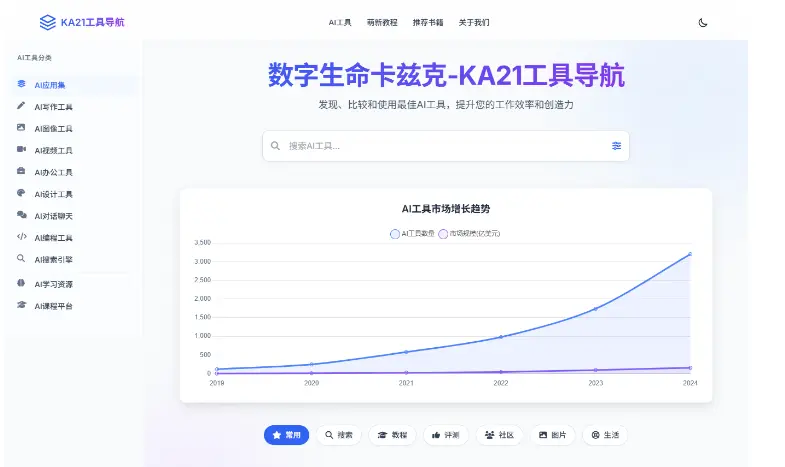 KA21工具导航
AI工具 萌新教程 推荐书籍 关于我们
AI工具分类
AI应用集
AI写作工具
AI图像工具
AI视频工具
AI办公工具
AI设计工具
AI对话聊天
AI编程工具
AI搜索引擎
AI学习资源
AI课程平台
数字生命卡兹克-KA21工具导航
发现、比较和使用最佳AI工具，提升您的工作效率和创造力
搜索AI工具...
AI工具市场增长趋势
AI工具数量 市场规模(亿美元)
3,500
3,000
2,500
2,000
1,500
1,000
500
0
2019 2020 2021 2022 2023 2024
常用 搜索 教程 评测 社区 图片 生活